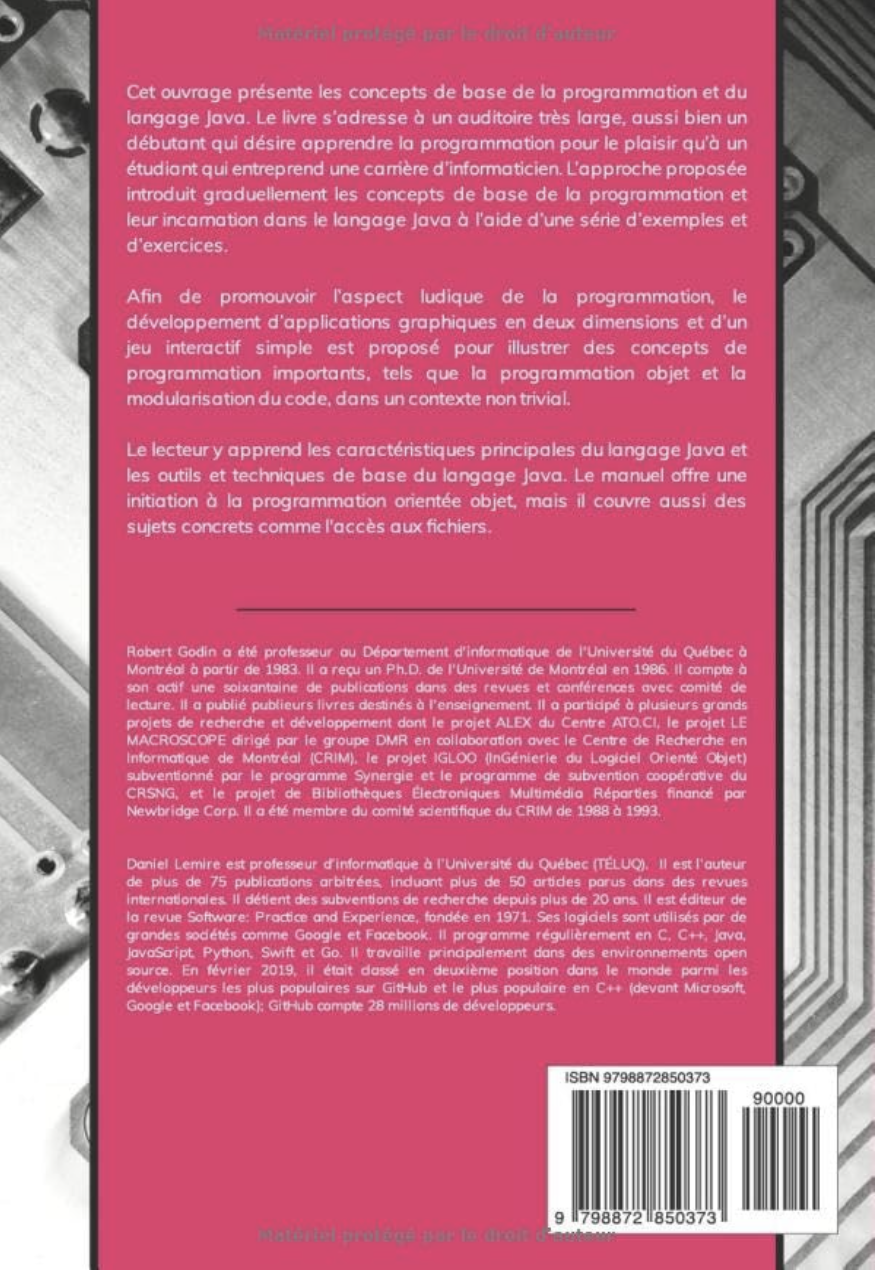 Matériel protégé par le droit d'auteur
Cet ouvrage présente les concepts de base de la programmation et du
langage Java. Le livre s'adresse à un auditoire très large, aussi bien un
débutant qui désire apprendre la programmation pour le plaisir qu'à un
étudiant qui entreprend une carrière d'informaticien. L'approche proposée
introduit graduellement les concepts de base de la programmation et
leur incarnation dans le langage Java à l'aide d'une série d'exemples et
d'exercices.
Afin de promouvoir l'aspect ludique de la programmation, le
développement d'applications graphiques en deux dimensions et d'un
jeu interactif simple est proposé pour illustrer des concepts de
programmation importants, tels que la programmation objet et la
modularisation du code, dans un contexte non trivial.
Le lecteur y apprend les caractéristiques principales du langage Java et
les outils et techniques de base du langage Java. Le manuel offre une
initiation à la programmation orientée objet, mais il couvre aussi des
sujets concrets comme l'accès aux fichiers.
Robert Godin a été professeur au Département d'informatique de l'Université du Québec à
Montréal à partir de 1983. Il a reçu un Ph.D. de l'Université de Montréal en 1986. Il compte à
son actif une soixantaine de publications dans des revues et conférences avec comité de
lecture. Il a publié publieurs livres destinés à l'enseignement. Il a participé à plusieurs grands
projets de recherche et développement dont le projet ALEX du Centre ATO.CI, le projet LE
MACROSCOPE dirigé par le groupe DMR en collaboration avec le Centre de Recherche en
Informatique de Montréal (CRIM), le projet IGLOO (InGénierie du Logiciel Orienté Objet)
subventionné par le programme Synergie et le programme de subvention coopérative du
CRSNG, et le projet de Bibliothèques Électroniques Multimédia Réparties financé par
Newbridge Corp. Il a été membre du comité scientifique du CRIM de 1988 à 1993.
Daniel Lemire est professeur d'informatique à l'Université du Québec (TÉLUQ). Il est l'auteur
de plus de 75 publications arbitrées, incluant plus de 50 articles parus dans des revues
internationales. Il détient des subventions de recherche depuis plus de 20 ans. Il est éditeur de
la revue Software: Practice and Experience, fondée en 1971. Ses logiciels sont utilisés par de
grandes sociétés comme Google et Facebook. Il programme régulièrement en C, C++, Java,
JavaScript, Python, Swift et Go. Il travaille principalement dans des environnements open
source. En février 2019, il était classé en deuxième position dans le monde parmi les
développeurs les plus populaires sur GitHub et le plus populaire en C++ (devant Microsoft,
Google et Facebook); GitHub compte 28 millions de développeurs.
ISBN 9798872850373
90000
9 798872 850373
Matériel protégé par le droit d'auteur